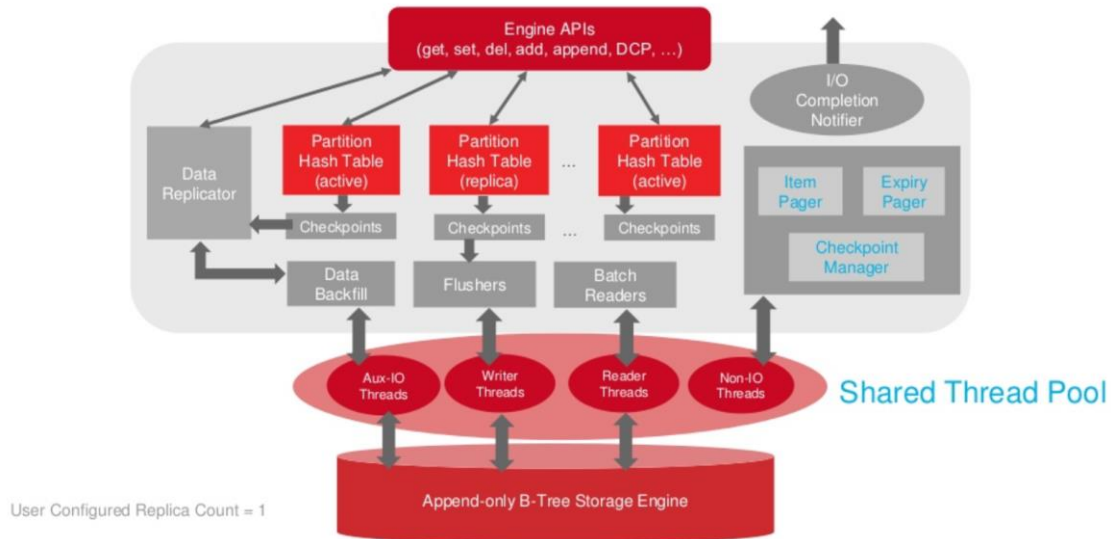 Engine APIs
(get, set, del, add, append, DCP, …)
I/O
Completion
Notifier
Data
Replicator
Partition
Hash Table
(active)
Partition
Hash Table
(replica)
...
Partition
Hash Table
(active)
Item
Pager
Expiry
Pager
Checkpoint
Manager
Checkpoints
Checkpoints
...
Checkpoints
Data
Backfill
Flushers
Batch
Readers
Aux-IO
Threads
Writer
Threads
Reader
Threads
Non-IO
Threads
Shared Thread Pool
Append-only B-Tree Storage Engine
User Configured Replica Count = 1